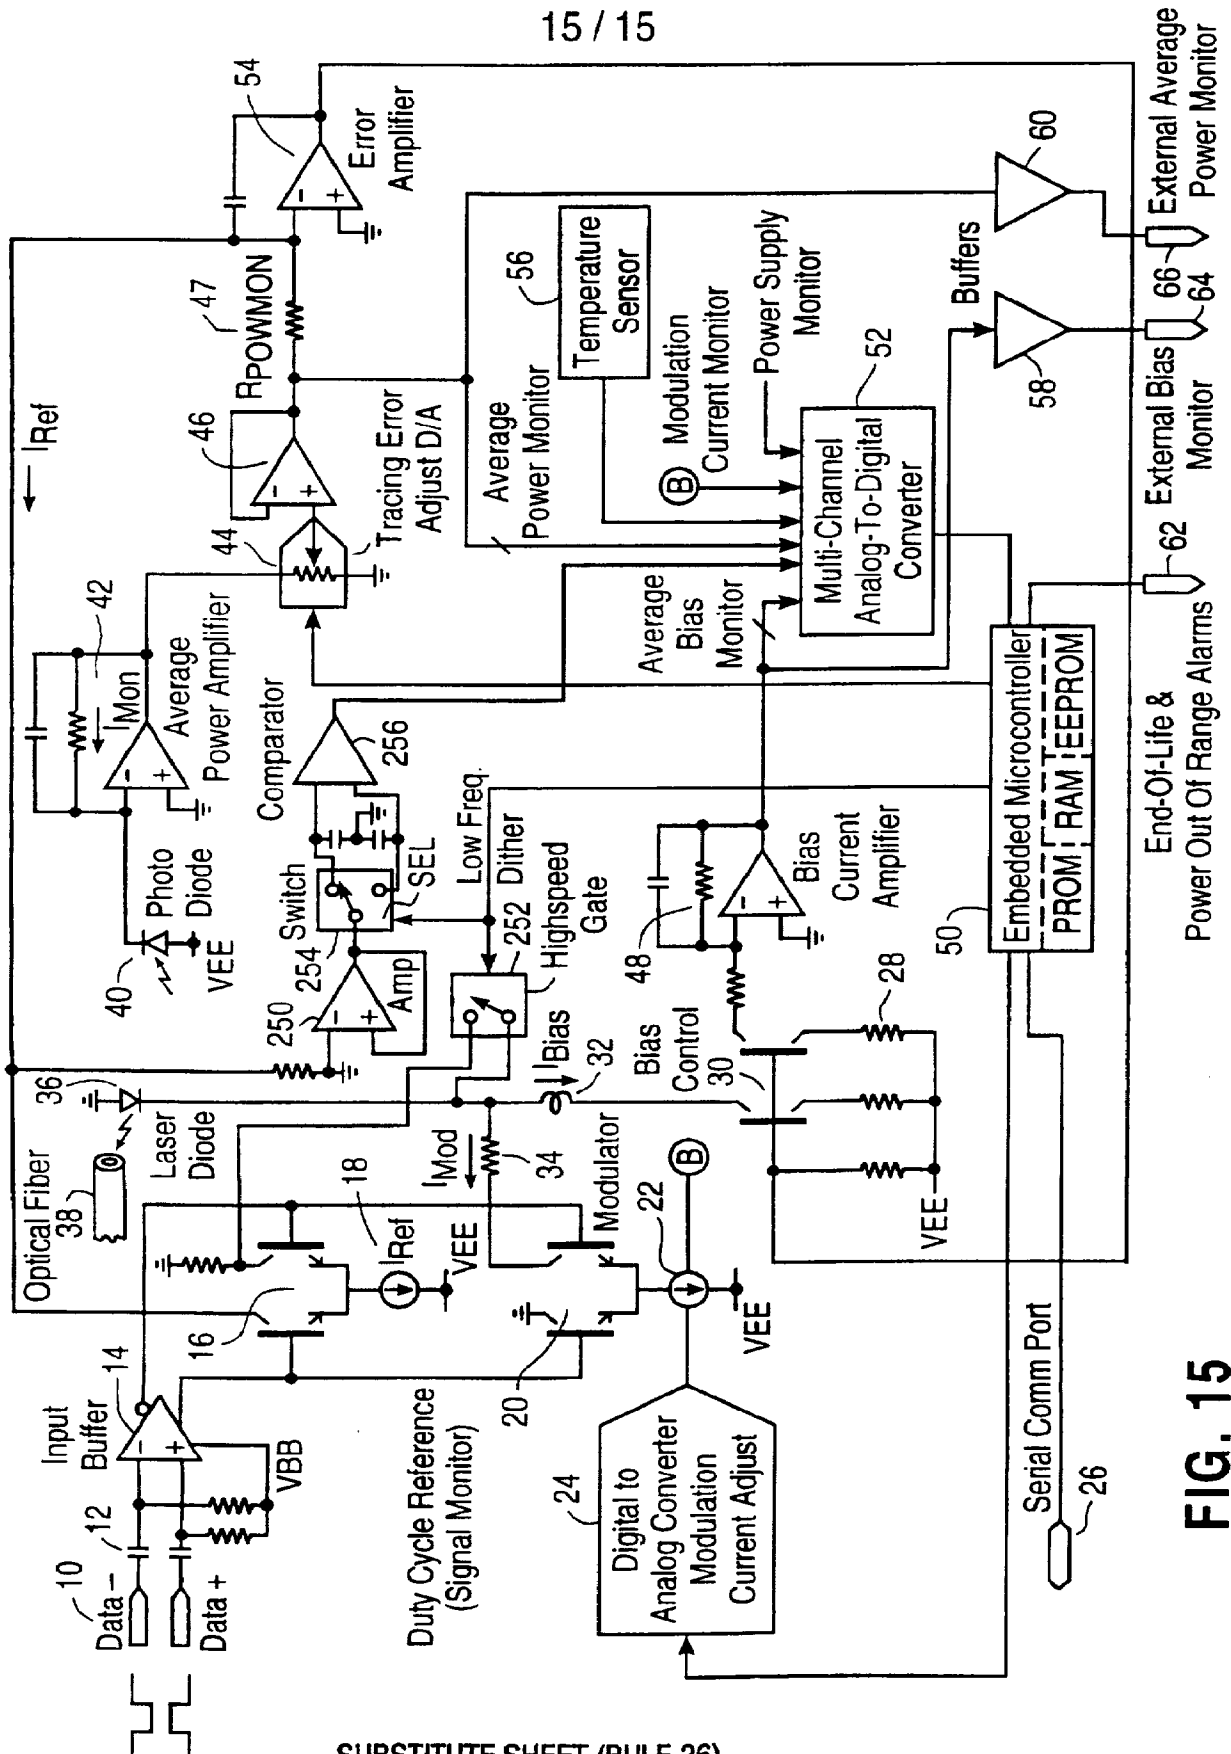 15 / 15
Data –
Data +
10
12
Input
Buffer
14
VBB
Optical Fiber
38
36
Laser
Diode
16
18
IRef
VEE
Duty Cycle Reference
(Signal Monitor)
20
Modulator
IMod
34
22
B
VEE
24
Digital to
Analog Converter
Modulation
Current Adjust
IBias
32
Bias
Control
30
28
VEE
40
Photo
Diode
VEE
42
IMon
Average
Power Amplifier
250
Amp
254
Switch
SEL
Comparator
256
Low Freq.
Dither
252
Highspeed
Gate
48
Bias
Current
Amplifier
44
46
Tracing Error
Adjust D/A
IRef
RPOWMON
47
54
Error
Amplifier
Average
Power Monitor
56
Temperature
Sensor
B
Modulation
Current Monitor
Power Supply
Monitor
52
Multi-Channel
Analog-To-Digital
Converter
Average
Bias
Monitor
Buffers
58
60
50
Embedded Microcontroller
PROM
RAM
EEPROM
Serial Comm Port
26
62
End-Of-Life &
Power Out Of Range Alarms
64
External Bias
Monitor
66
External Average
Power Monitor
FIG. 15
SUBSTITUTE SHEET (RULE 26)